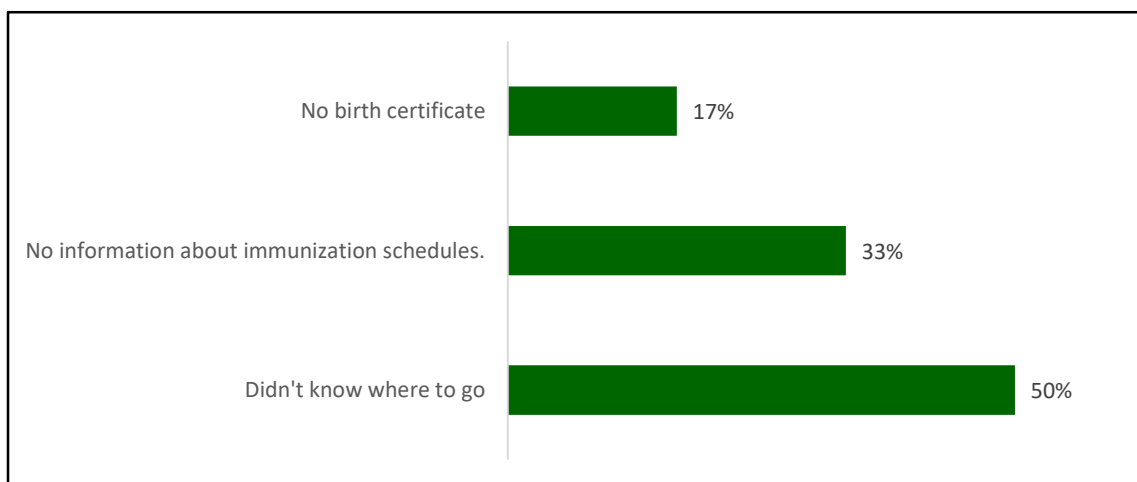 No birth certificate 17%
No information about immunization schedules. 33%
Didn't know where to go 50%